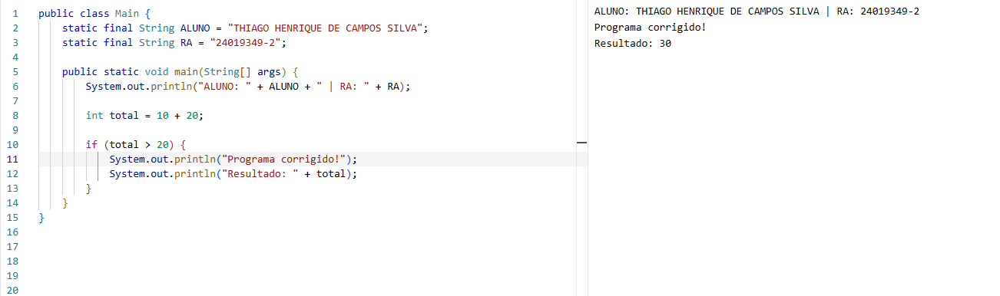 1 public class Main {
2 static final String ALUNO = "THIAGO HENRIQUE DE CAMPOS SILVA";
3 static final String RA = "24019349-2";
4
5 public static void main(String[] args) {
6 System.out.println("ALUNO: " + ALUNO + " | RA: " + RA);
7
8 int total = 10 + 20;
9
10 if (total > 20) {
11 System.out.println("Programa corrigido!");
12 System.out.println("Resultado: " + total);
13 }
14 }
15 }
16
17
18
19
20
ALUNO: THIAGO HENRIQUE DE CAMPOS SILVA | RA: 24019349-2
Programa corrigido!
Resultado: 30